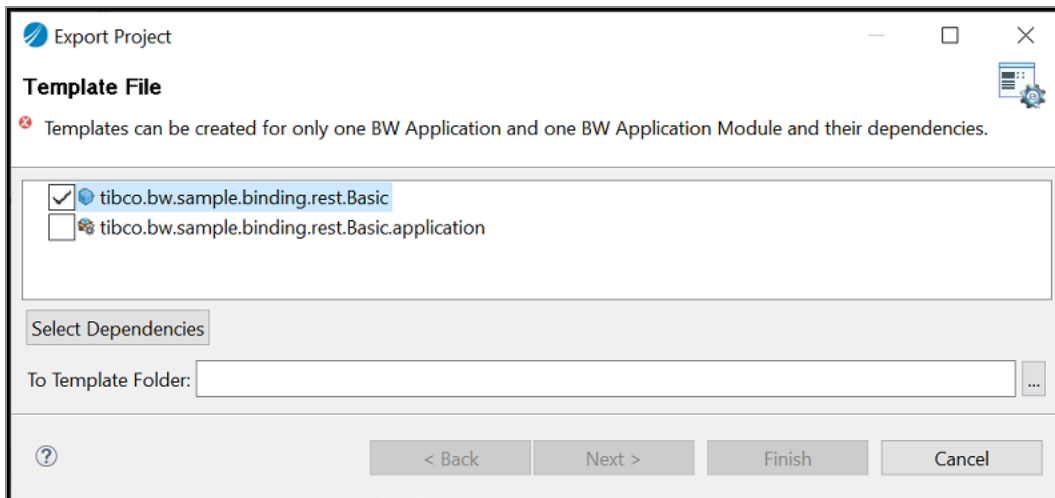 Export Project
Template File
Templates can be created for only one BW Application and one BW Application Module and their dependencies.
tibco.bw.sample.binding.rest.Basic
tibco.bw.sample.binding.rest.Basic.application
Select Dependencies
To Template Folder:
...
< Back Next > Finish Cancel